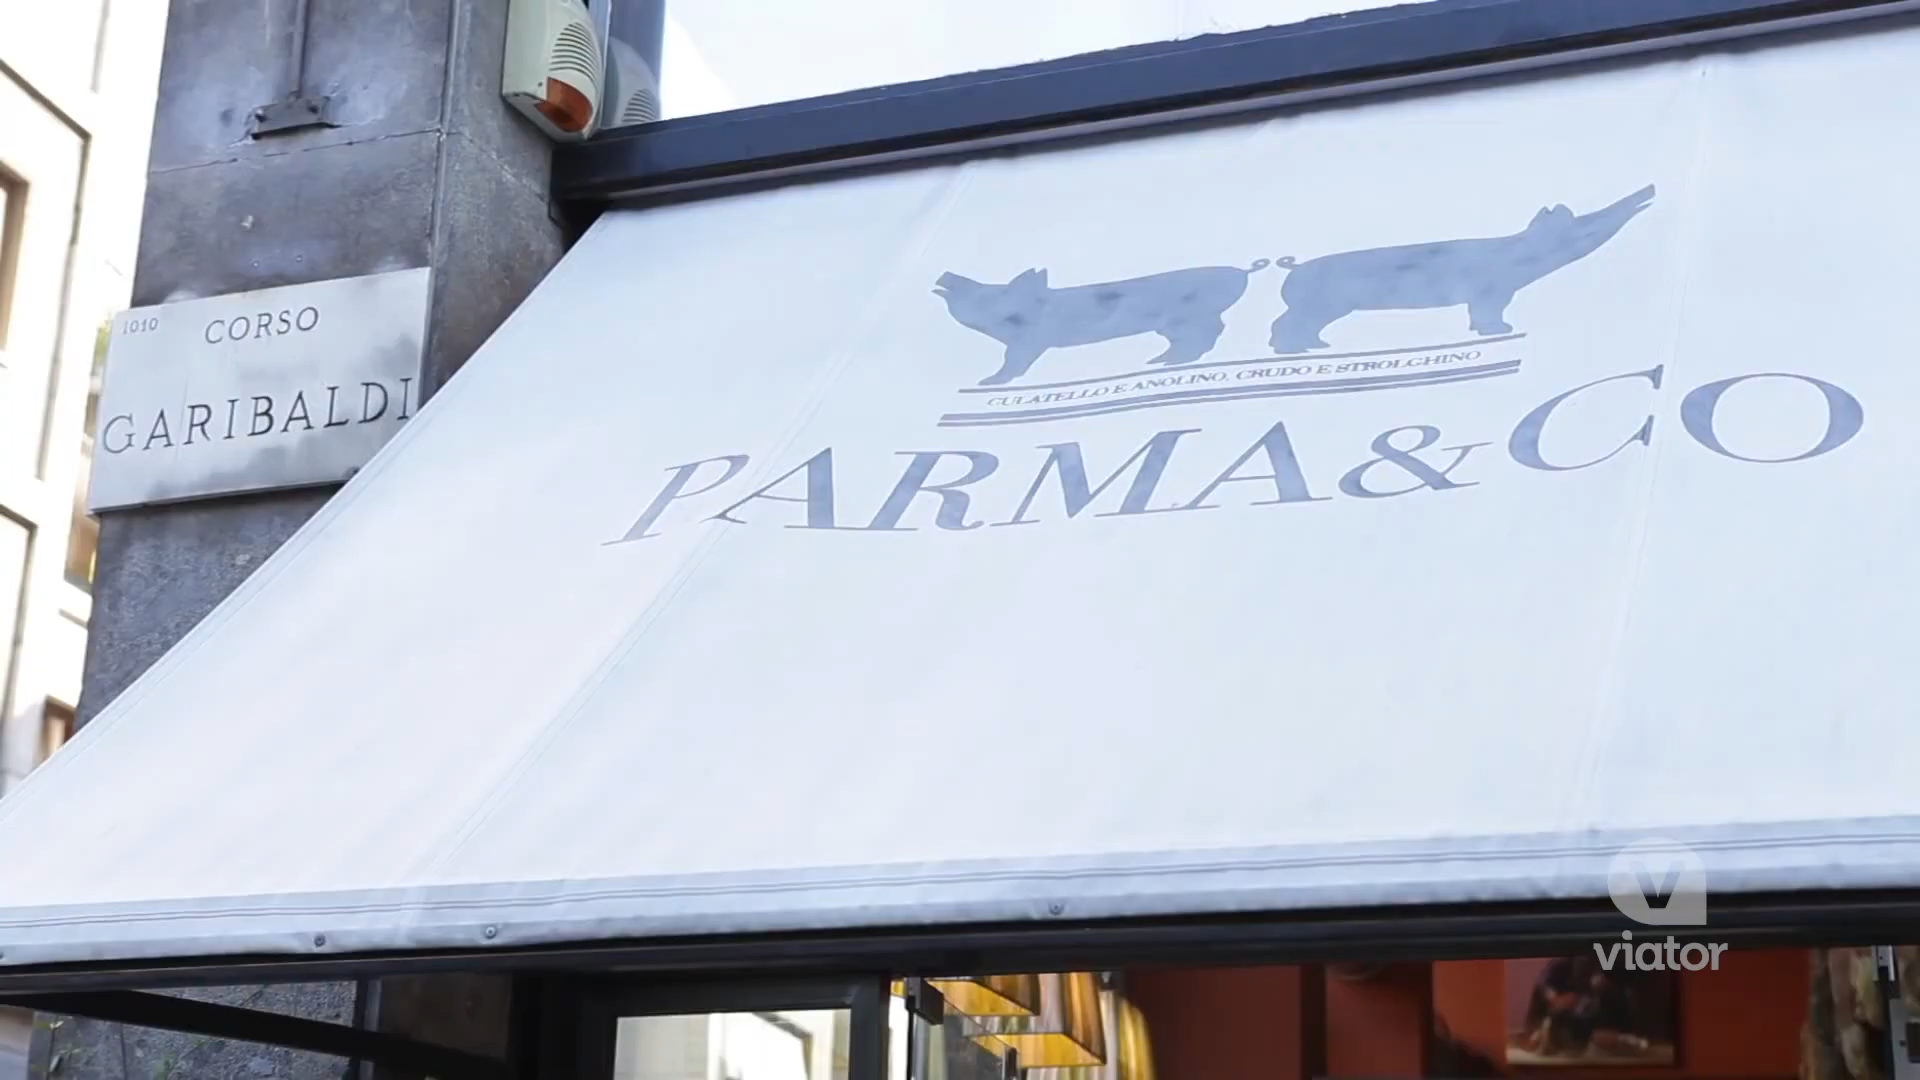 1010
CORSO
GARIBALDI
CULATELLO E ANOLINO, CRUDO E STROLGHINO
PARMA&CO
viator